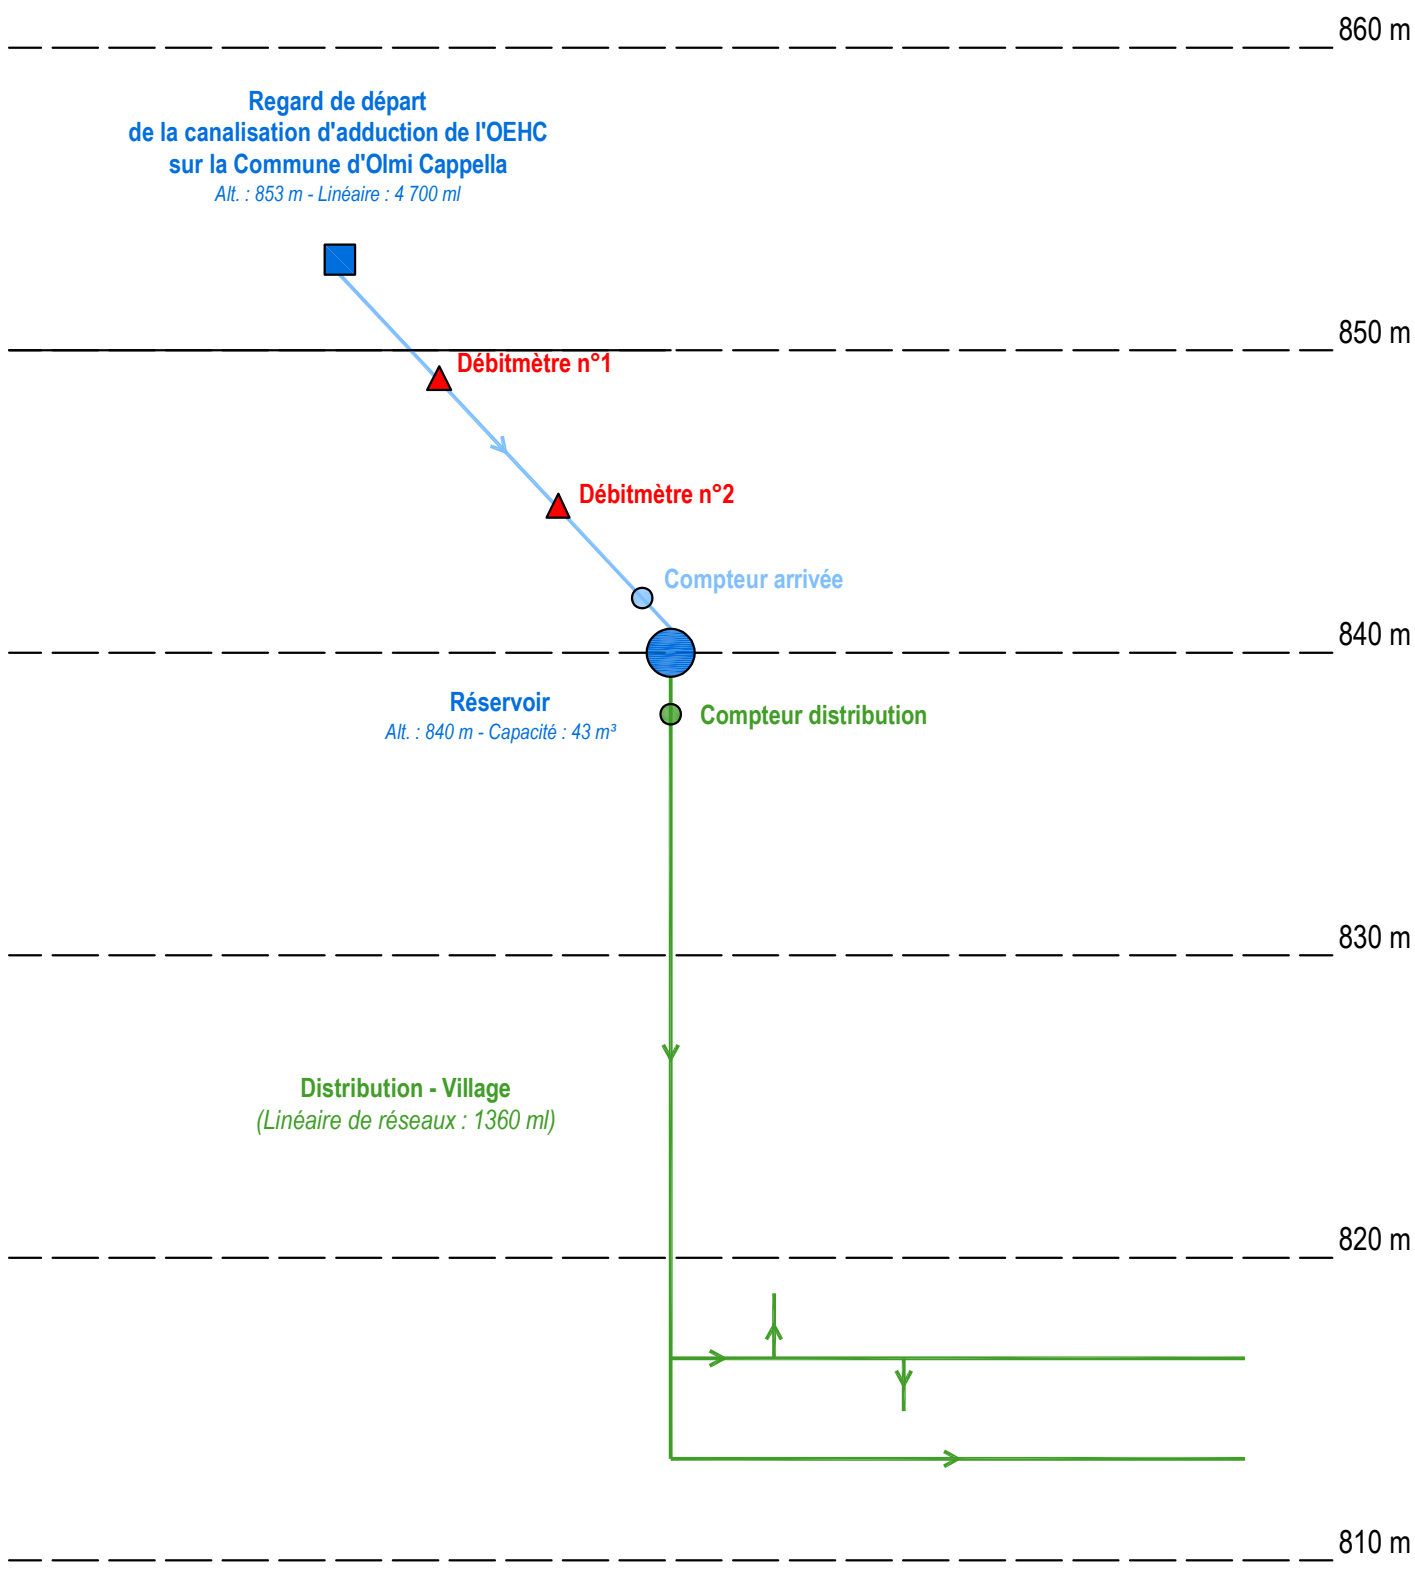 860 m
Regard de départ
de la canalisation d'adduction de l'OEHC
sur la Commune d'Olmi Cappella
Alt. : 853 m - Linéaire : 4 700 ml
850 m
Débitmètre n°1
Débitmètre n°2
Compteur arrivée
840 m
Réservoir
Alt. : 840 m - Capacité : 43 m³
Compteur distribution
830 m
Distribution - Village
(Linéaire de réseaux : 1360 ml)
820 m
810 m